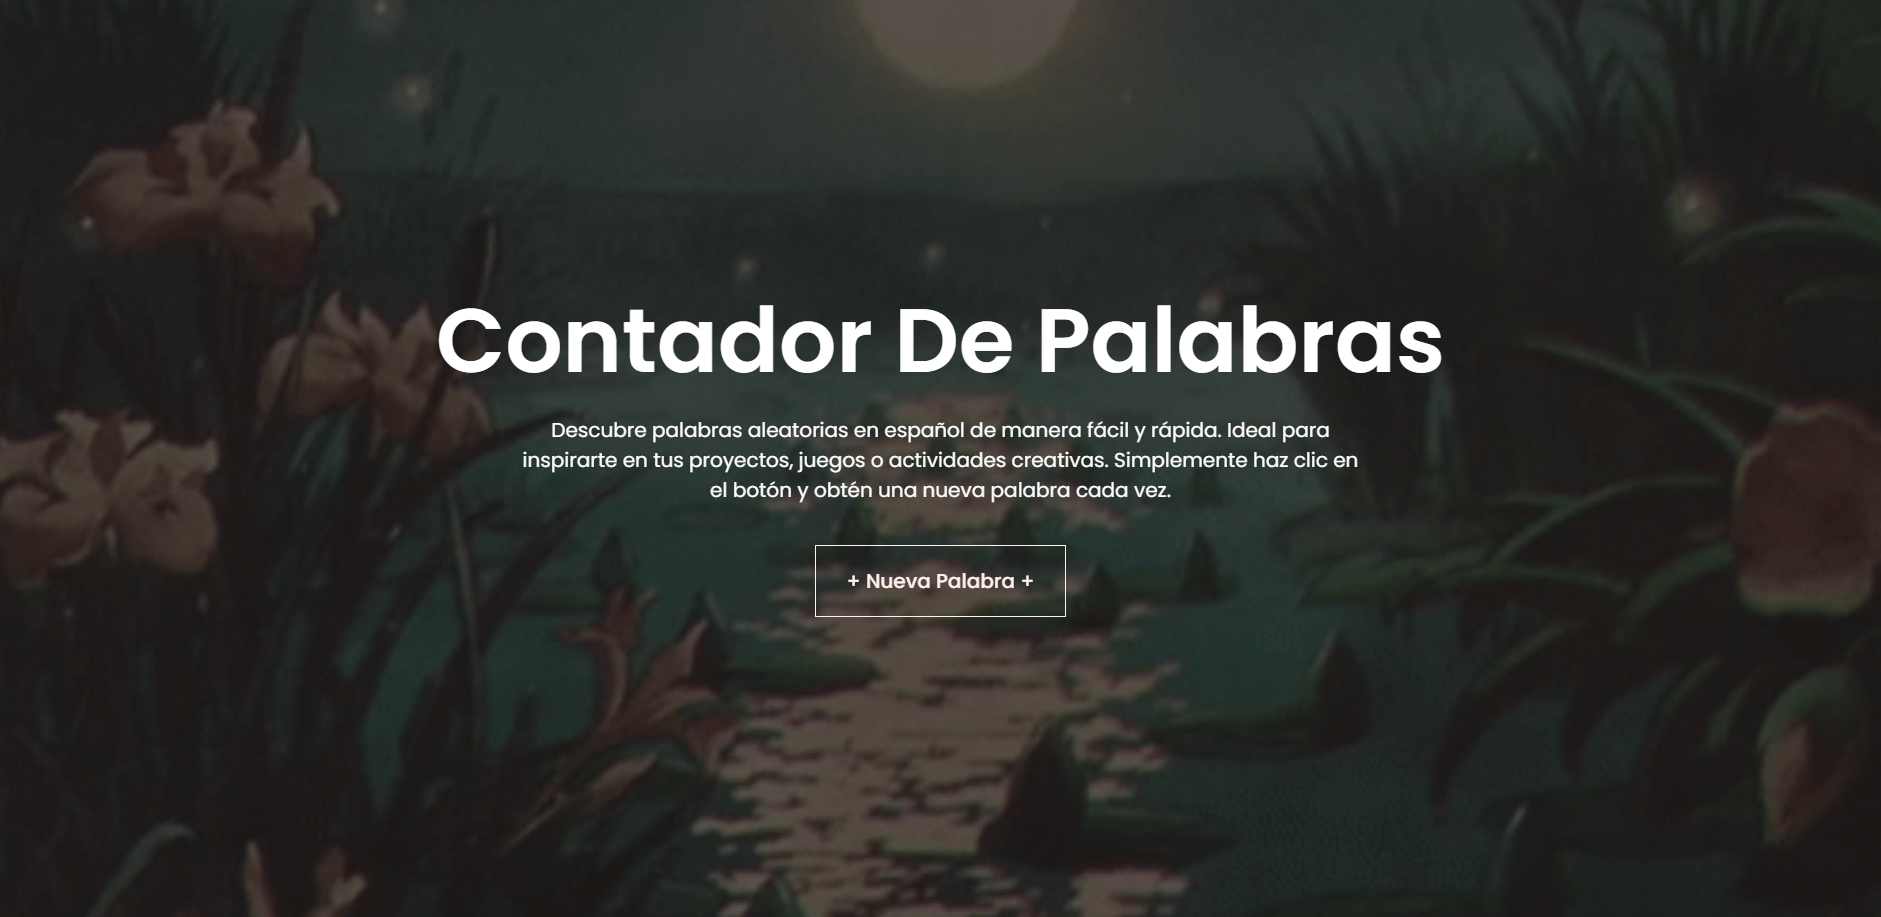 Contador De Palabras
Descubre palabras aleatorias en español de manera fácil y rápida. Ideal para
inspirarte en tus proyectos, juegos o actividades creativas. Simplemente haz clic en
el botón y obtén una nueva palabra cada vez.
+ Nueva Palabra +